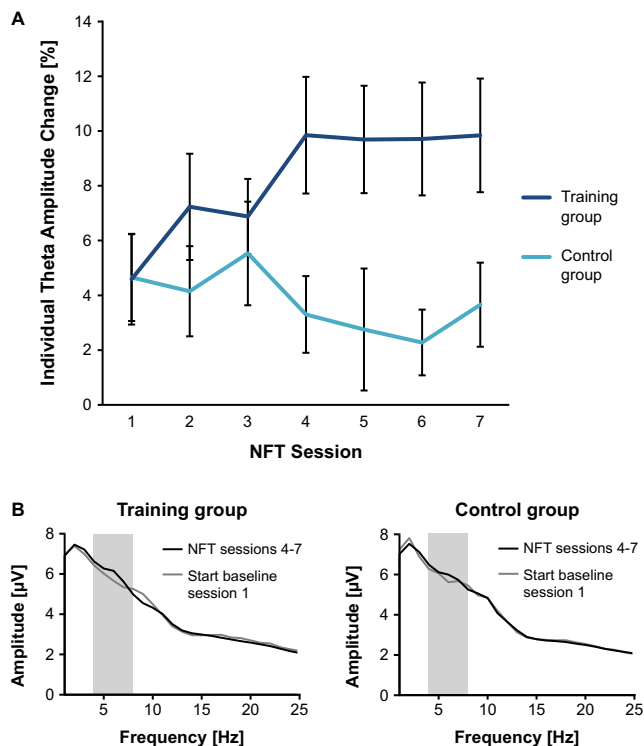 A
Individual Theta Amplitude Change [%]
14
12
10
8
6
4
2
0
1 2 3 4 5 6 7
NFT Session
Training
group
Control
group
B
Training group
Amplitude [µV]
8
6
4
2
0
5 10 15 20 25
Frequency [Hz]
NFT sessions 4-7
Start baseline
session 1
Control group
Amplitude [µV]
8
6
4
2
0
5 10 15 20 25
Frequency [Hz]
NFT sessions 4-7
Start baseline
session 1